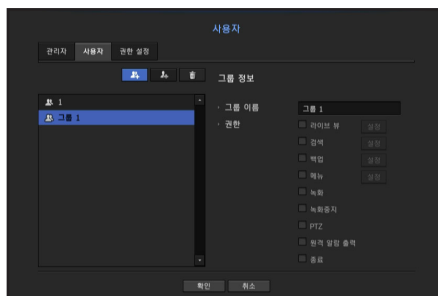 사용자
관리자 사용자 권한 설정
그룹 정보
1
그룹 1
· 그룹 이름 그룹 1
· 권한
라이브 뷰 설정
검색 설정
백업 설정
메뉴 설정
녹화
녹화중지
PTZ
원격 알람 출력
종료
확인 취소